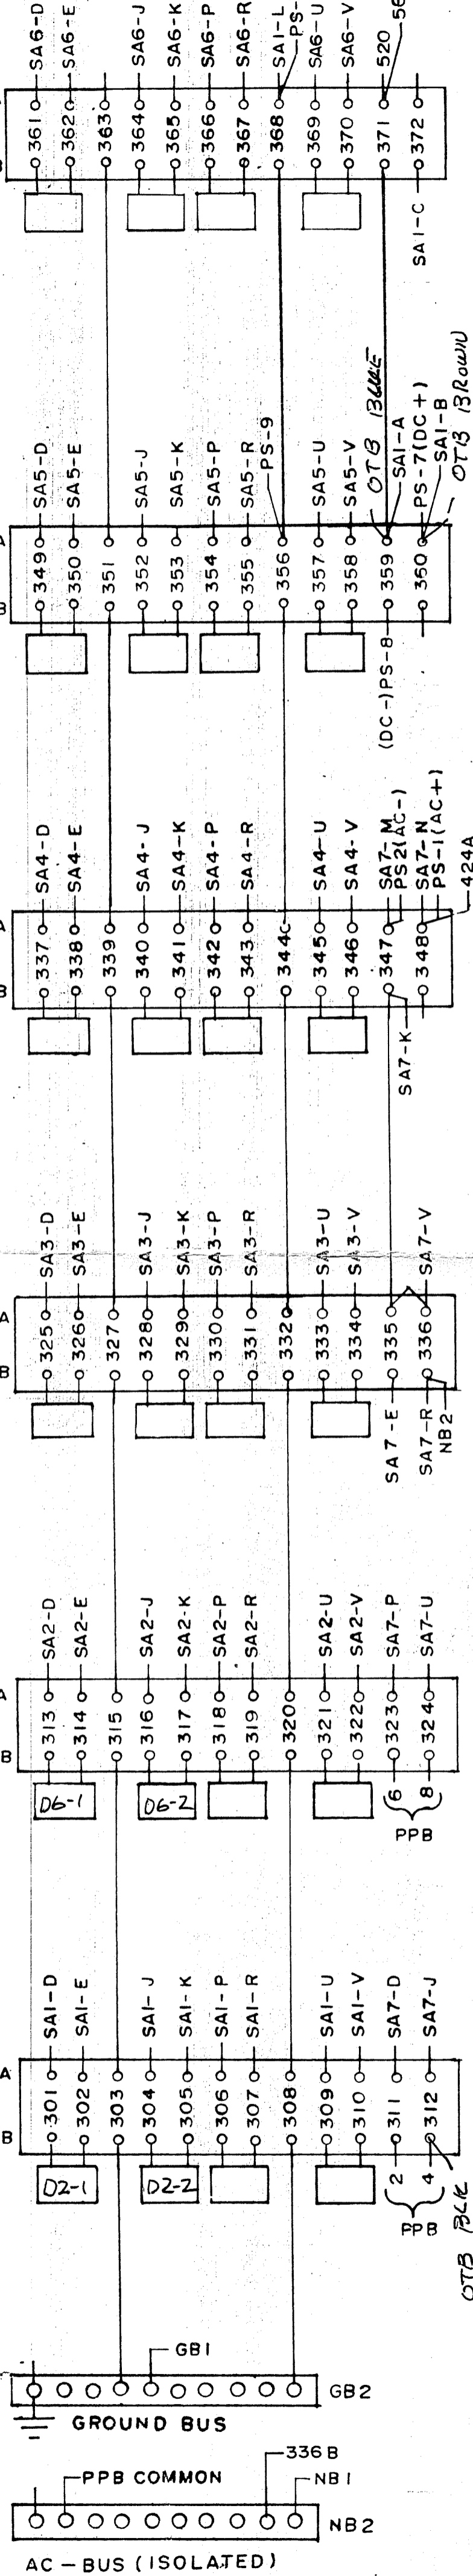 SA6-D
SA6-E
SA6-J
SA6-K
SA6-P
SA6-R
SA1-L
PS-
SA6-U
SA6-V
520
56
361
362
363
364
365
366
367
368
369
370
371
372
SA1-C
SA5-D
SA5-E
SA5-J
SA5-K
SA5-P
SA5-R
PS-9
SA5-U
SA5-V
OTB BLUE
SA1-A
PS-7(DC+)
SA1-B
OTB BROWN
A
349
350
351
352
353
354
355
356
357
358
359
360
B
(DC-)PS-8
SA4-D
SA4-E
SA4-J
SA4-K
SA4-P
SA4-R
SA4-U
SA4-V
SA7-M
PS2(AC-)
SA7-N
PS-1(AC+)
424A
A
337
338
339
340
341
342
343
344
345
346
347
348
B
SA7-K
SA3-D
SA3-E
SA3-J
SA3-K
SA3-P
SA3-R
SA3-U
SA3-V
SA7-V
A
325
326
327
328
329
330
331
332
333
334
335
336
B
SA7-E
SA7-R
NB2
SA2-D
SA2-E
SA2-J
SA2-K
SA2-P
SA2-R
SA2-U
SA2-V
SA7-P
SA7-U
A
313
314
315
316
317
318
319
320
321
322
323
324
B
D6-1
D6-2
6
8
PPB
SA1-D
SA1-E
SA1-J
SA1-K
SA1-P
SA1-R
SA1-U
SA1-V
SA7-D
SA7-J
A
301
302
303
304
305
306
307
308
309
310
311
312
B
D2-1
D2-2
2
4
PPB
OTB BLK
GB1
GB2
GROUND BUS
336B
PPB COMMON
NB1
NB2
AC-BUS (ISOLATED)